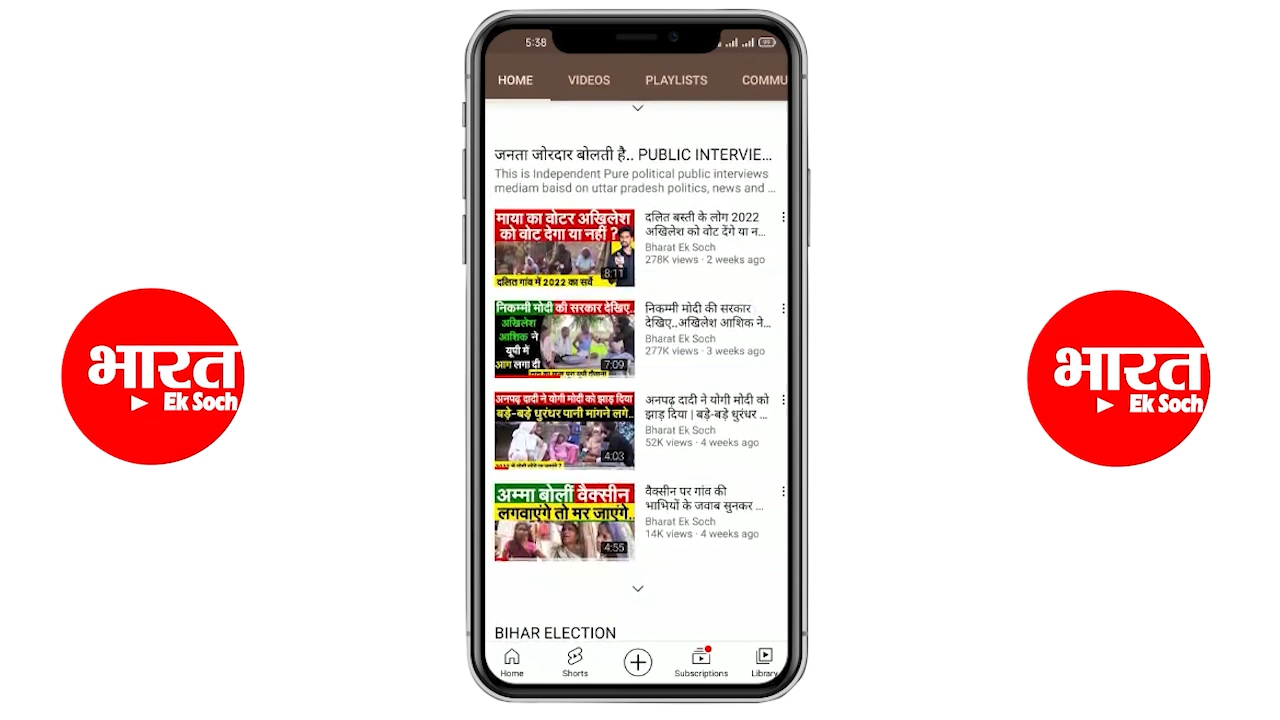 5:38
99
HOME VIDEOS PLAYLISTS COMMU
जनता जोरदार बोलती है.. PUBLIC INTERVIE...
This is Independent Pure political public interviews
mediam baisd on uttar pradesh politics, news and ...
माया का वोटर अखिलेश
को वोट देगा या नहीं ?
8:11
दलित गांव में 2022 का सर्वे
दलित बस्ती के लोग 2022
अखिलेश को वोट देंगे या न...
Bharat Ek Soch
278K views · 2 weeks ago
निकम्मी मोदी की सरकार देखिए..
अखिलेश
आशिक ने
यूपी में
आग लगा दी
7:09
निकम्मी मोदी की सरकार
देखिए..अखिलेश आशिक ने...
Bharat Ek Soch
277K views · 3 weeks ago
अनपढ़ दादी ने योगी मोदी को झाड़ दिया
बड़े-बड़े धुरंधर पानी मांगने लगे..
4:03
अनपढ़ दादी ने योगी मोदी को
झाड़ दिया | बड़े-बड़े धुरंधर ...
Bharat Ek Soch
52K views · 4 weeks ago
अम्मा बोलीं वैक्सीन
लगवाएंगे तो मर जाएंगे..
4:55
वैक्सीन पर गांव की
भाभियों के जवाब सुनकर ...
Bharat Ek Soch
14K views · 4 weeks ago
BIHAR ELECTION
Home Shorts Subscriptions Library
भारत
Ek Soch
भारत
Ek Soch